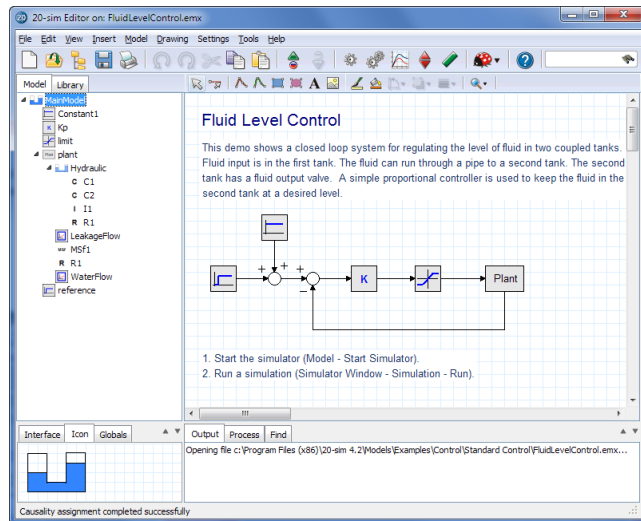 20-sim Editor on: FluidLevelControl.emx
File Edit View Insert Model Drawing Settings Tools Help
Model Library
MainModel
Constant1
K Kp
limit
plant
Hydraulic
C C1
C C2
I I1
R R1
LeakageFlow
MSf1
R R1
WaterFlow
reference
Fluid Level Control
This demo shows a closed loop system for regulating the level of fluid in two coupled tanks.
Fluid input is in the first tank. The fluid can run through a pipe to a second tank. The second
tank has a fluid output valve. A simple proportional controller is used to keep the fluid in the
second tank at a desired level.
+ +
+ K Plant
−
1. Start the simulator (Model - Start Simulator).
2. Run a simulation (Simulator Window - Simulation - Run).
Interface Icon Globals
Output Process Find
Opening file c:\Program Files (x86)\20-sim 4.2\Models\Examples\Control\Standard Control\FluidLevelControl.emx...
Causality assignment completed successfully